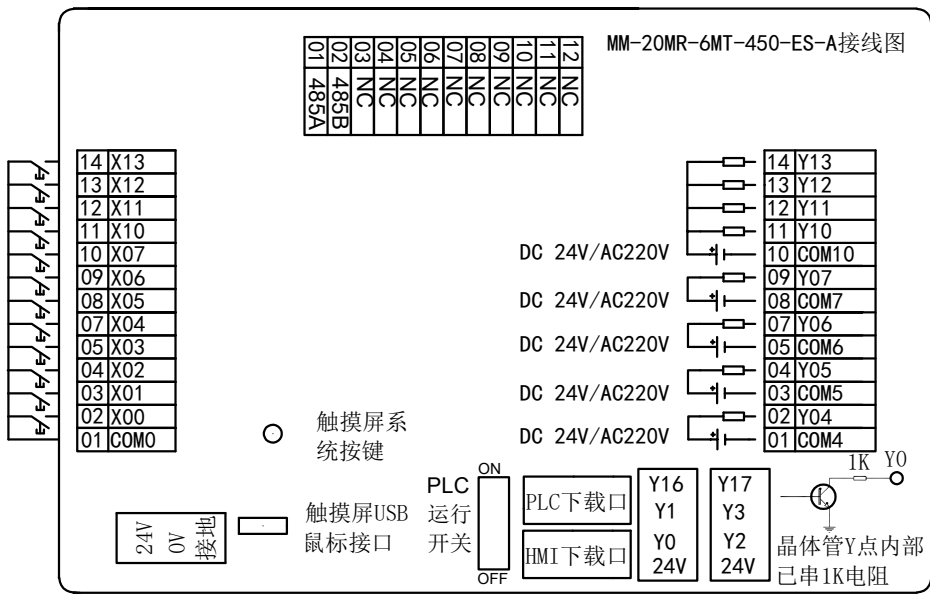 MM-20MR-6MT-450-ES-A接线图
01 485A
02 485B
03 NC
04 NC
05 NC
06 NC
07 NC
08 NC
09 NC
10 NC
11 NC
12 NC
14 X13
13 X12
12 X11
11 X10
10 X07
09 X06
08 X05
07 X04
05 X03
04 X02
03 X01
02 X00
01 COM0
14 Y13
13 Y12
12 Y11
11 Y10
DC 24V/AC220V 10 COM10
09 Y07
DC 24V/AC220V 08 COM7
07 Y06
DC 24V/AC220V 05 COM6
04 Y05
DC 24V/AC220V 03 COM5
02 Y04
DC 24V/AC220V 01 COM4
触摸屏系
统按键
24V
0V
接地
触摸屏USB
鼠标接口
PLC
运行
开关
ON
OFF
PLC下载口
HMI下载口
Y16
Y1
Y0
24V
Y17
Y3
Y2
24V
1K Y0
晶体管Y点内部
已串1K电阻